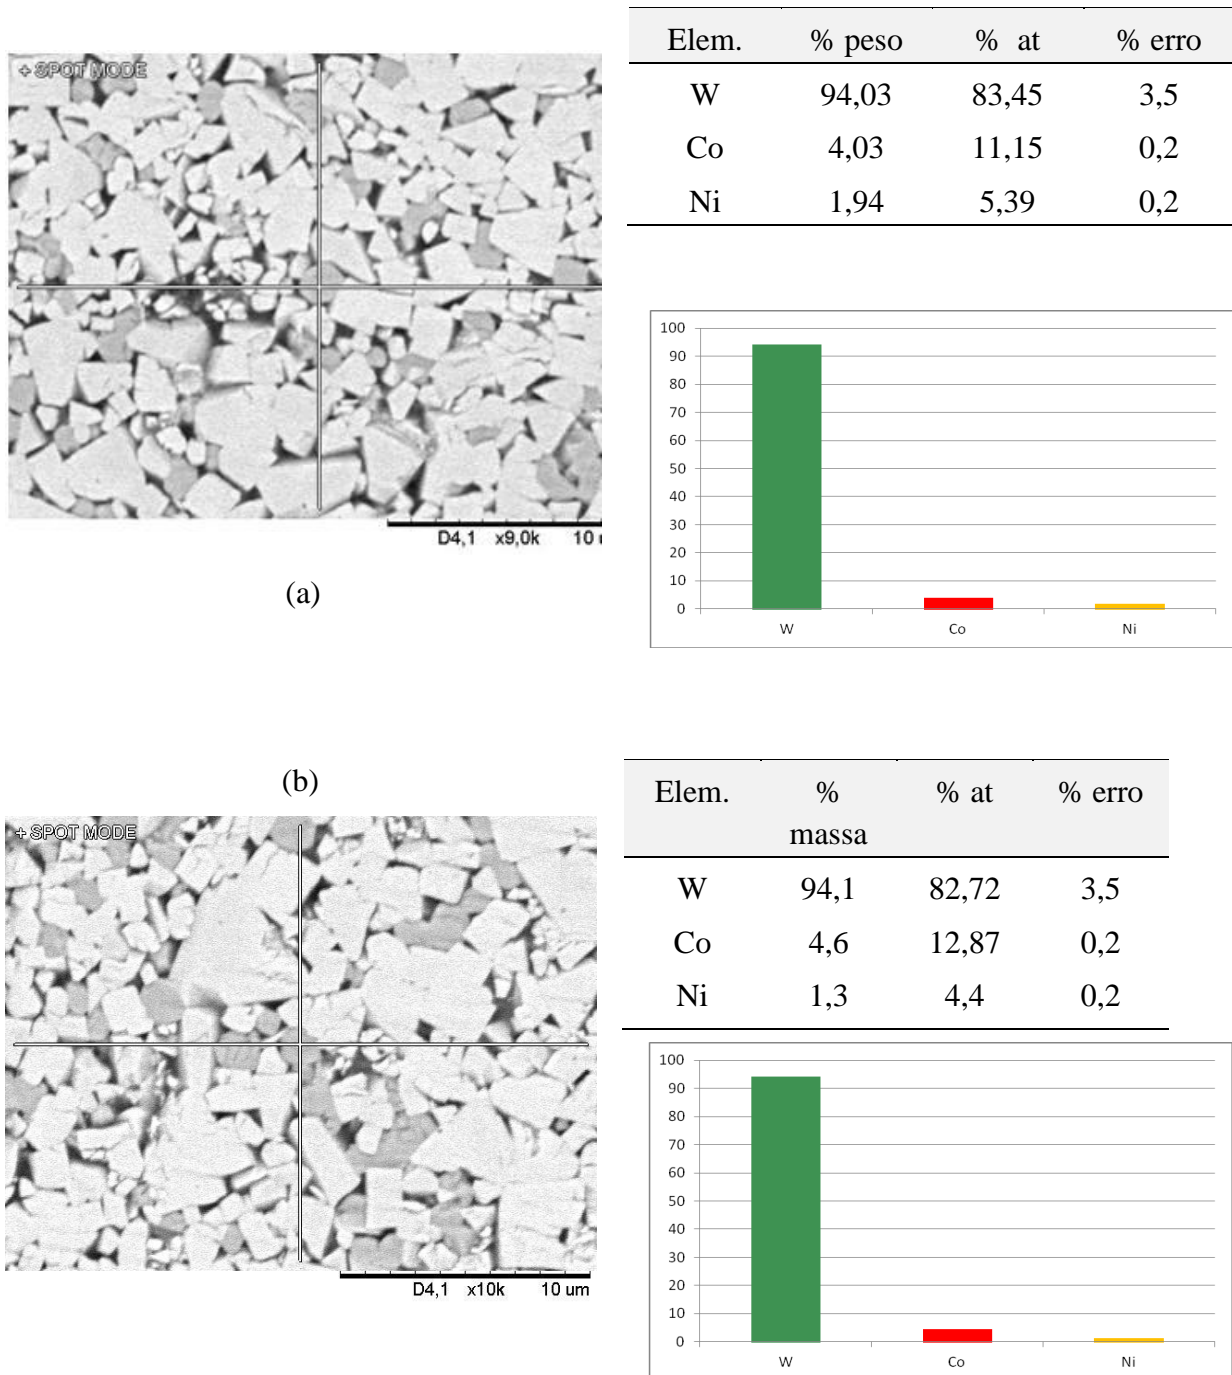 Elem. % peso % at % erro
W 94,03 83,45 3,5
Co 4,03 11,15 0,2
Ni 1,94 5,39 0,2
+ SPOT MODE
D4,1 x9,0k 10
(a)
100
90
80
70
60
50
40
30
20
10
0
W Co Ni
(b)
Elem. % % at % erro
massa
W 94,1 82,72 3,5
Co 4,6 12,87 0,2
Ni 1,3 4,4 0,2
+ SPOT MODE
D4,1 x10k 10 um
100
90
80
70
60
50
40
30
20
10
0
W Co Ni